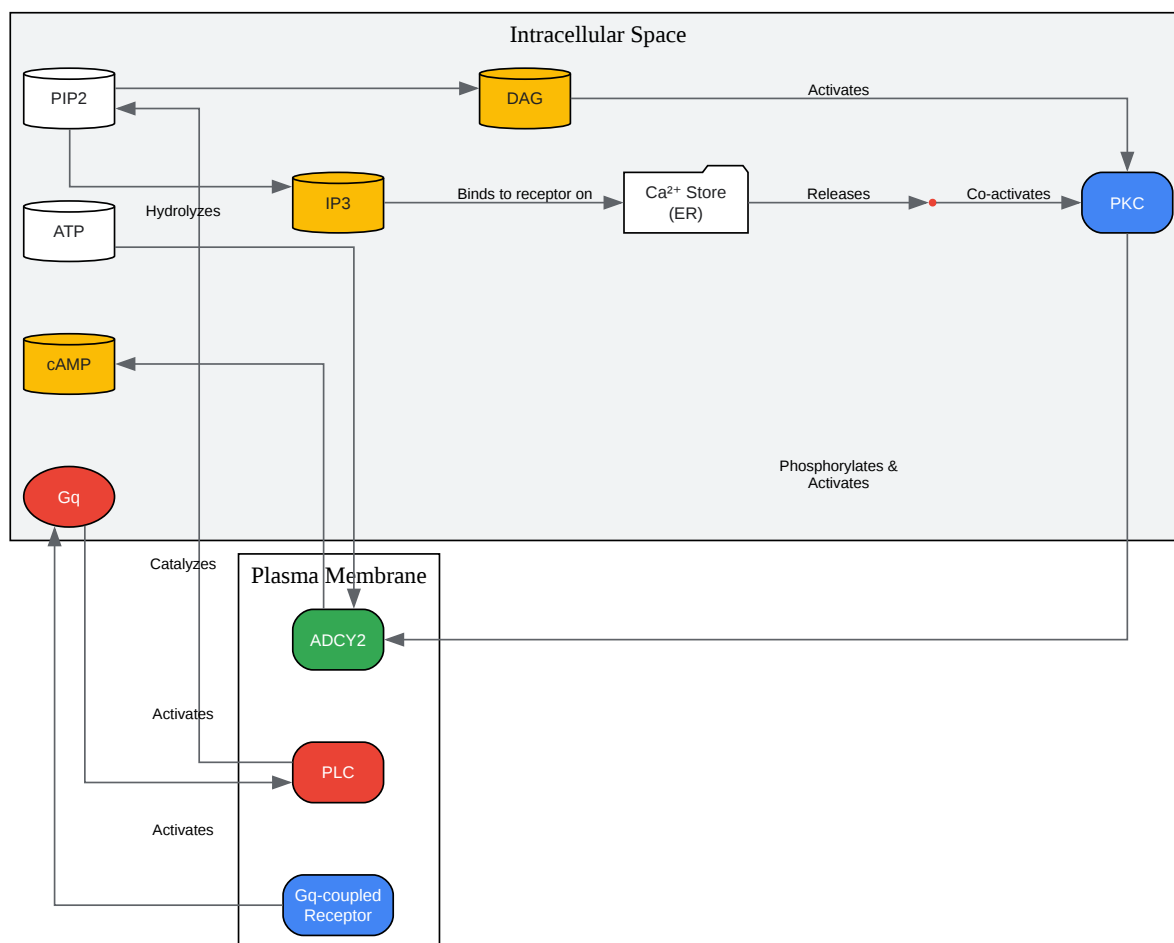 Intracellular Space
PIP2
DAG
Activates
Hydrolyzes
IP3
Binds to receptor on
Ca²⁺ Store
(ER)
Releases
Co-activates
PKC
ATP
cAMP
Phosphorylates &
Activates
Gq
Catalyzes
Plasma Membrane
ADCY2
Activates
PLC
Activates
Gq-coupled
Receptor